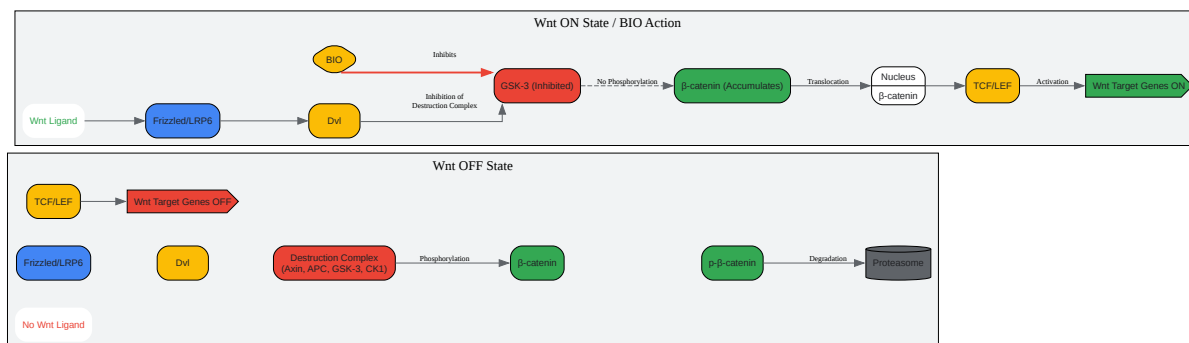 Wnt ON State / BIO Action
BIO
Inhibits
GSK-3 (Inhibited)
No Phosphorylation
β-catenin (Accumulates)
Translocation
Nucleus
β-catenin
TCF/LEF
Activation
Wnt Target Genes ON
Inhibition of
Destruction Complex
Wnt Ligand
Frizzled/LRP6
Dvl
Wnt OFF State
TCF/LEF
Wnt Target Genes OFF
Frizzled/LRP6
Dvl
Destruction Complex
(Axin, APC, GSK-3, CK1)
Phosphorylation
β-catenin
p-β-catenin
Degradation
Proteasome
No Wnt Ligand